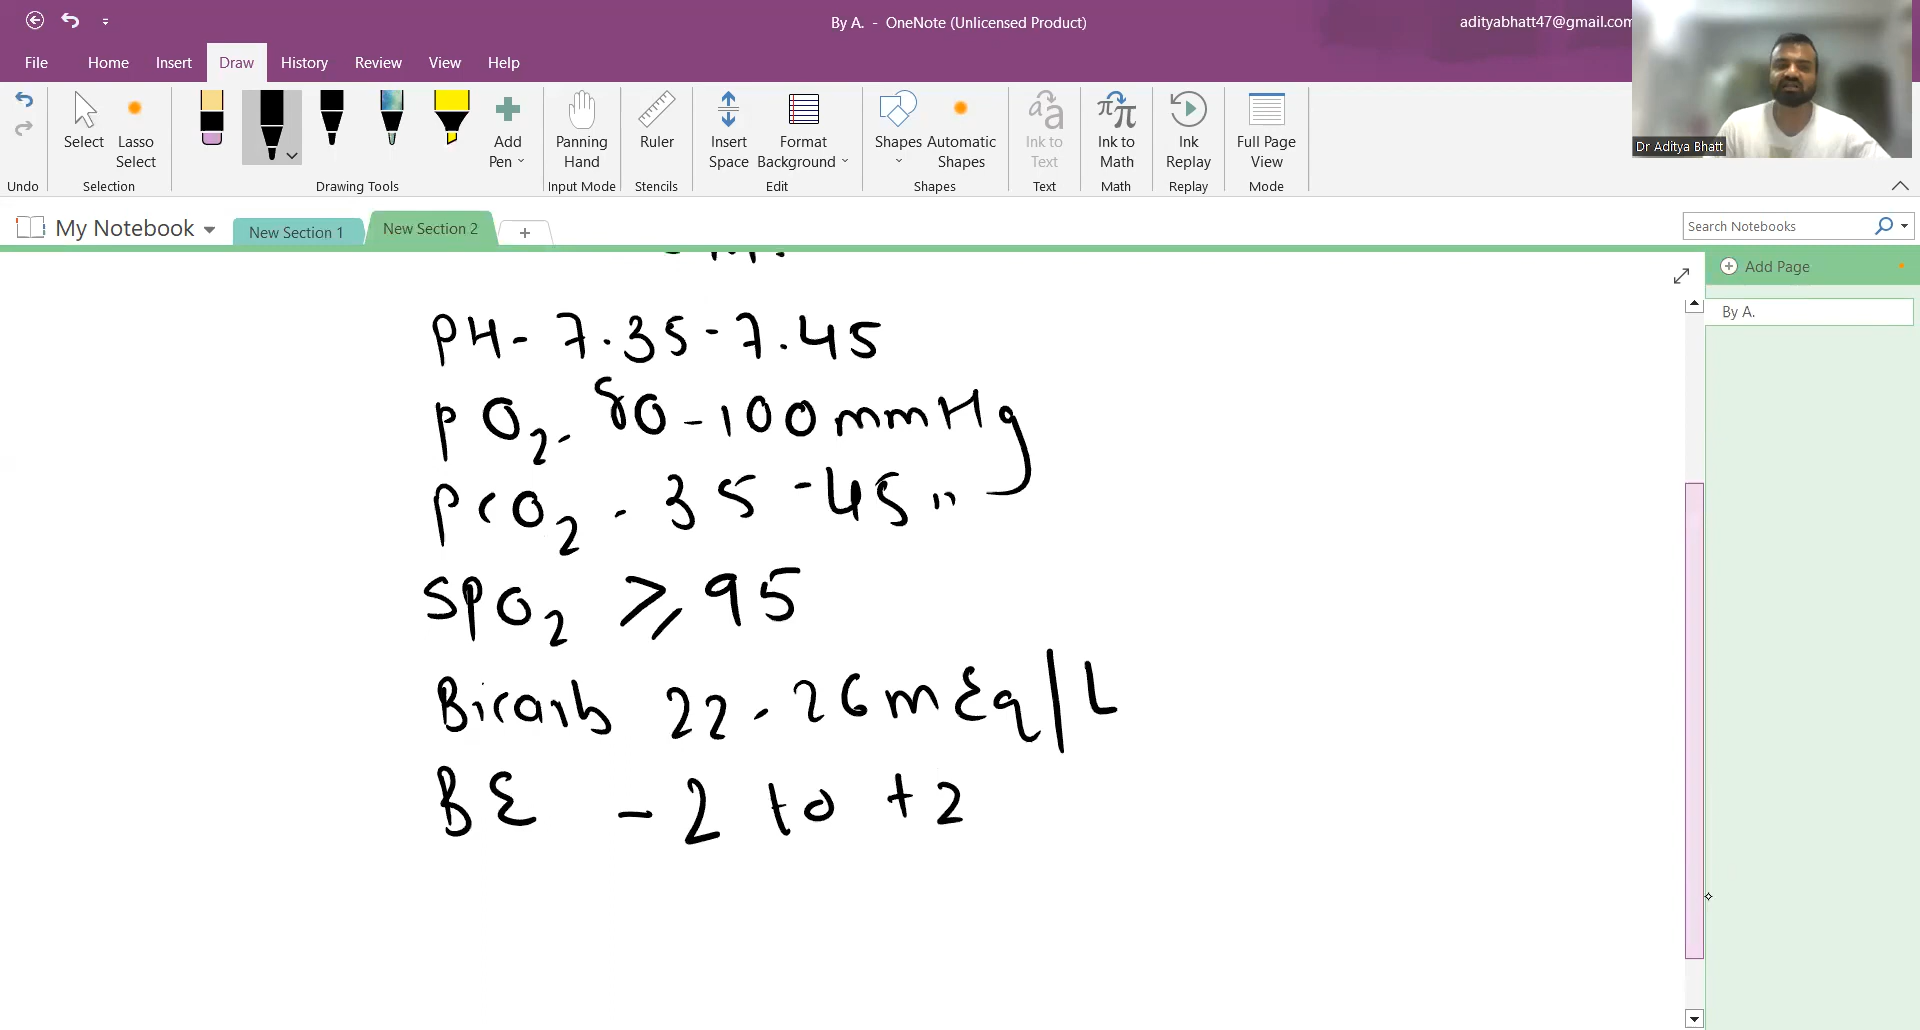 By A. - OneNote (Unlicensed Product)
adityabhatt47@gmail.com
File Home Insert Draw History Review View Help
Select
Lasso Select
Add Pen
Panning Hand
Ruler
Insert Space
Format Background
Shapes
Automatic Shapes
Ink to Text
Ink to Math
Ink Replay
Full Page View
Undo Selection Drawing Tools Input Mode Stencils Edit Shapes Text Math Replay Mode
Dr Aditya Bhatt
My Notebook New Section 1 New Section 2
Search Notebooks
Add Page
By A.
PH - 7.35 - 7.45
PO2 - 80 - 100 mmHg
PCO2 - 35 - 45 "
SPO2 ⩾ 95
Bicarb 22 - 26 mEq/L
BE - 2 to + 2